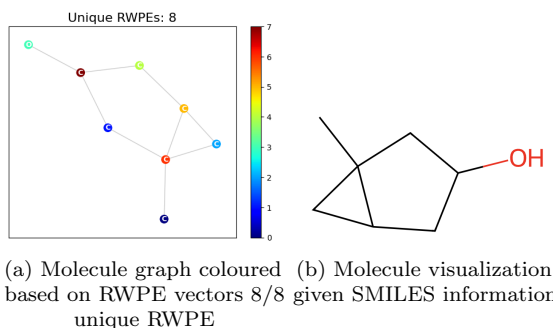 Unique RWPEs: 8
O
C
C
C
C
C
C
C
7
6
5
4
3
2
1
0
OH
(a) Molecule graph coloured
based on RWPE vectors 8/8
unique RWPE
(b) Molecule visualization
given SMILES information